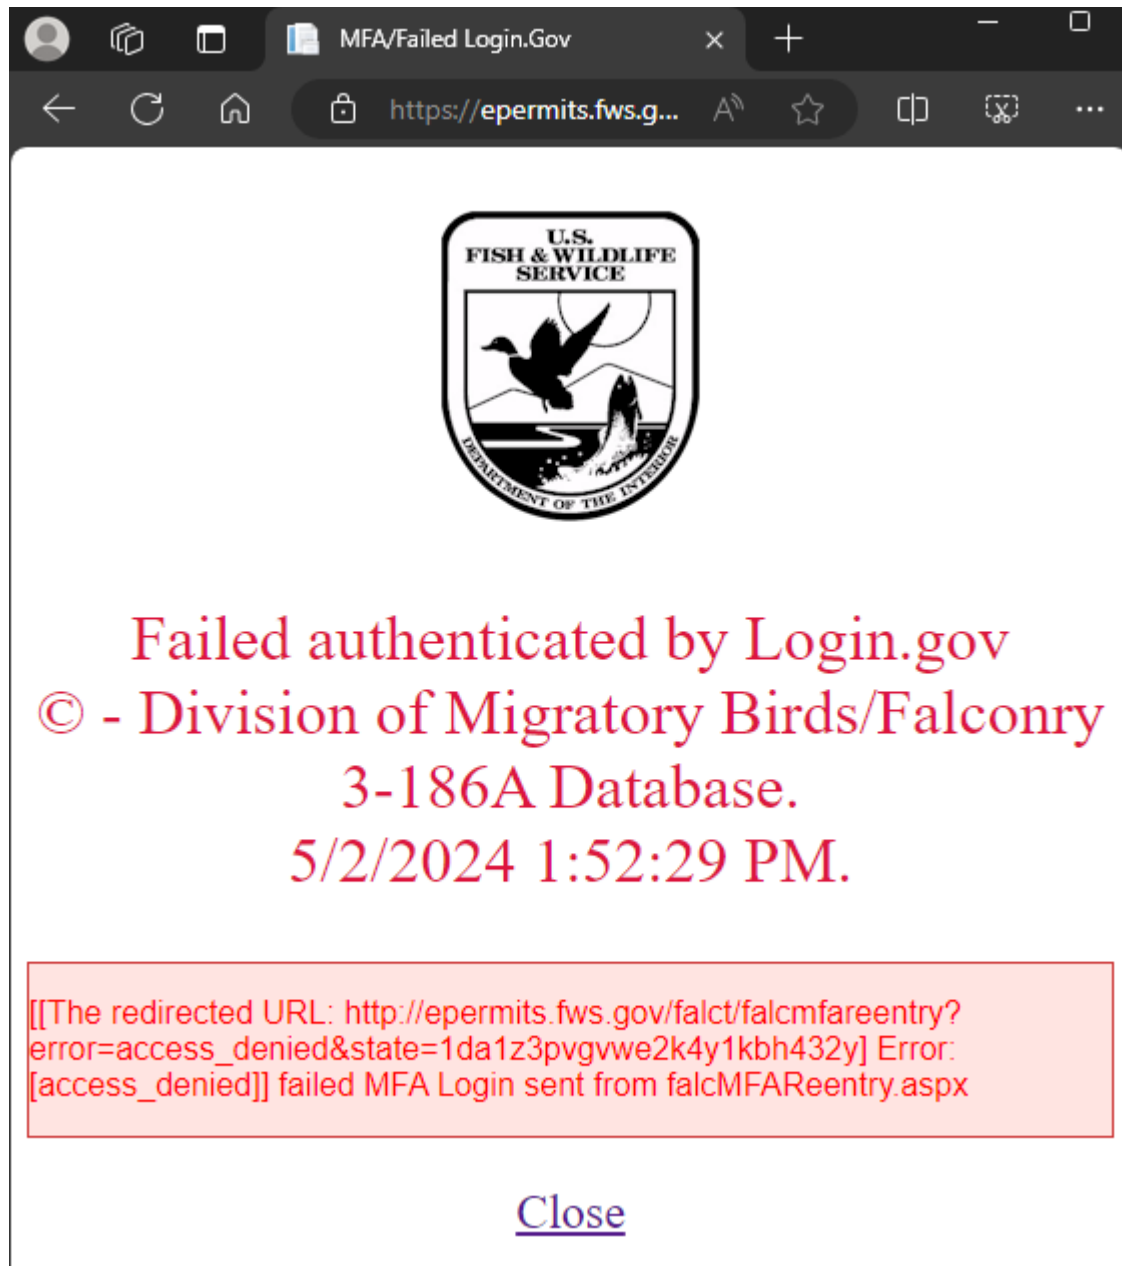 MFA/Failed Login.Gov
https://epermits.fws.g...
U.S.
FISH & WILDLIFE
SERVICE
DEPARTMENT OF THE INTERIOR
Failed authenticated by Login.gov
© - Division of Migratory Birds/Falconry
3-186A Database.
5/2/2024 1:52:29 PM.
[[The redirected URL: http://epermits.fws.gov/falct/falcmfareentry?
error=access_denied&state=1da1z3pvgvwe2k4y1kbh432y] Error:
[access_denied]] failed MFA Login sent from falcMFAReentry.aspx
Close